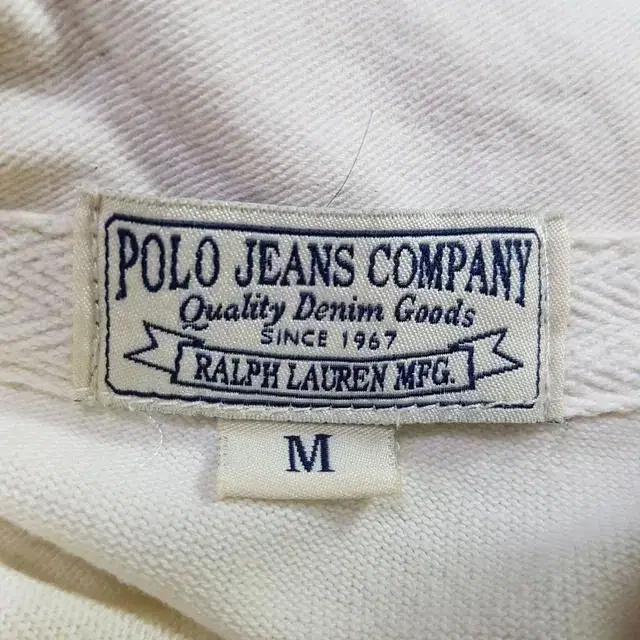 POLO JEANS COMPANY
Quality Denim Goods
SINCE 1967
RALPH LAUREN MFG.
M